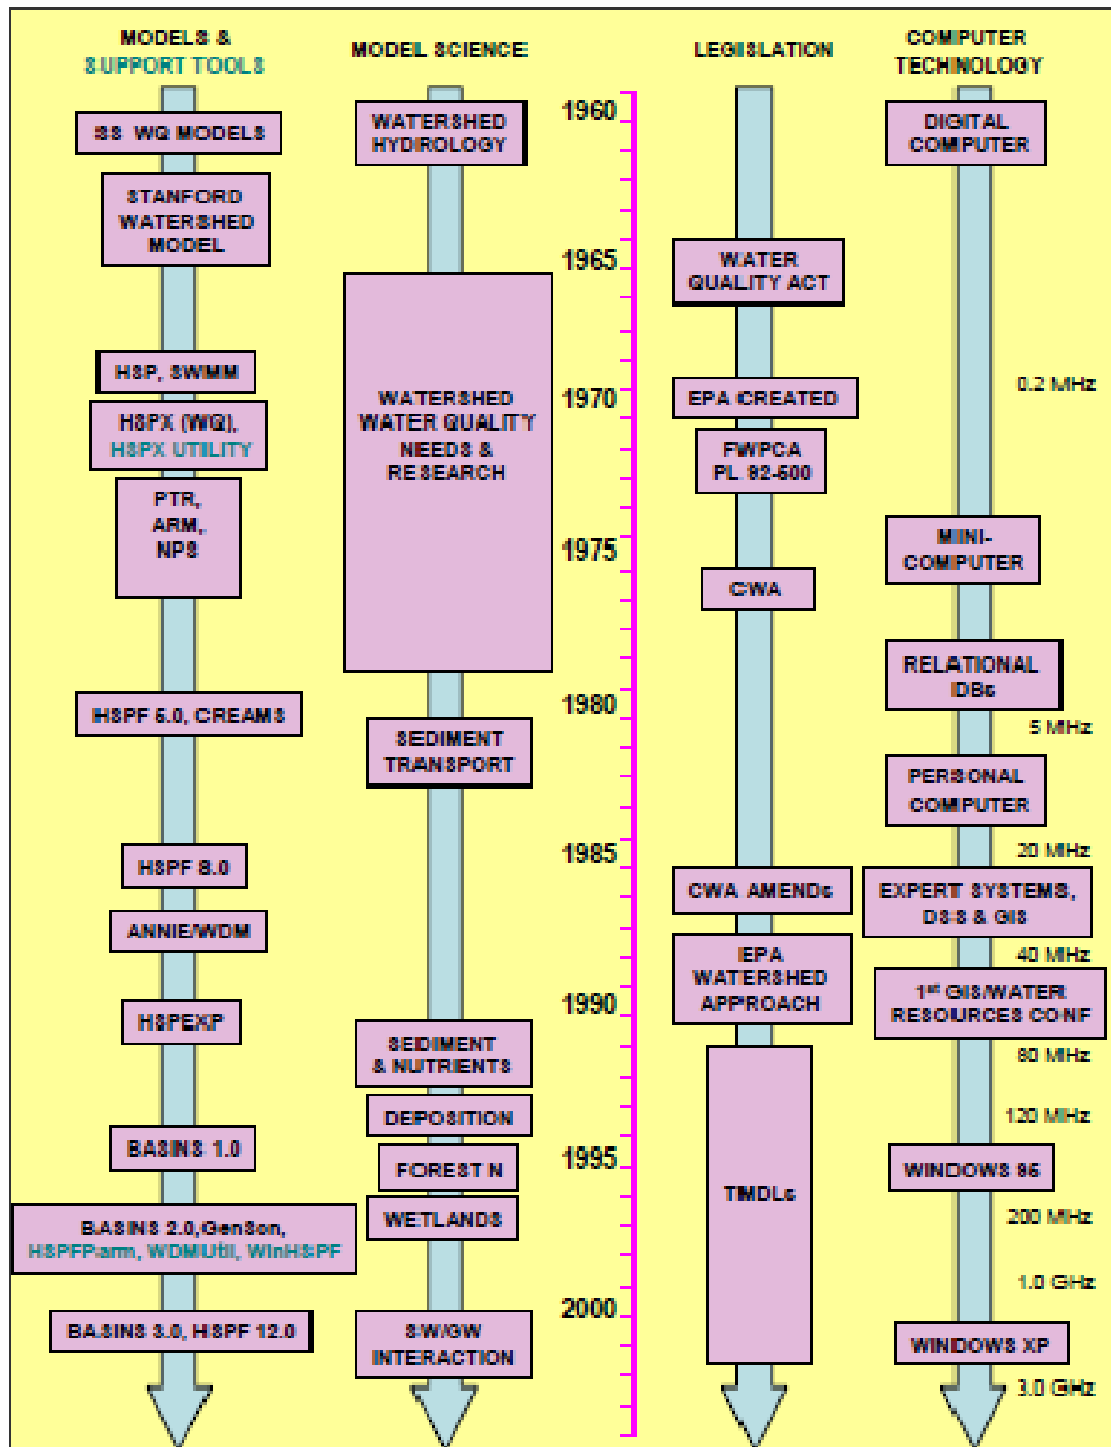 MODELS &
SUPPORT TOOLS
SS WQ MODELS
STANFORD
WATERSHED
MODEL
HSP, SWMM
HSPX (WQ),
HSPX UTILITY
PTR,
ARM,
NPS
HSPF 5.0, CREAMS
HSPF 8.0
ANNIE/WDM
HSPEXP
BASINS 1.0
BASINS 2.0,GenScn,
HSPFParm, WDMUtil, WinHSPF
BASINS 3.0, HSPF 12.0
MODEL SCIENCE
WATERSHED
HYDROLOGY
WATERSHED
WATER QUALITY
NEEDS &
RESEARCH
SEDIMENT
TRANSPORT
SEDIMENT
& NUTRIENTS
DEPOSITION
FOREST N
WETLANDS
SW/GW
INTERACTION
1960
1965
1970
1975
1980
1985
1990
1995
2000
LEGISLATION
WATER
QUALITY ACT
EPA CREATED
FWPCA
PL 92-500
CWA
CWA AMENDs
EPA
WATERSHED
APPROACH
TMDLs
COMPUTER
TECHNOLOGY
DIGITAL
COMPUTER
0.2 MHz
MINI-
COMPUTER
RELATIONAL
DBs
5 MHz
PERSONAL
COMPUTER
20 MHz
EXPERT SYSTEMS,
DSS & GIS
40 MHz
1st GIS/WATER
RESOURCES CONF
80 MHz
120 MHz
WINDOWS 95
200 MHz
1.0 GHz
WINDOWS XP
3.0 GHz